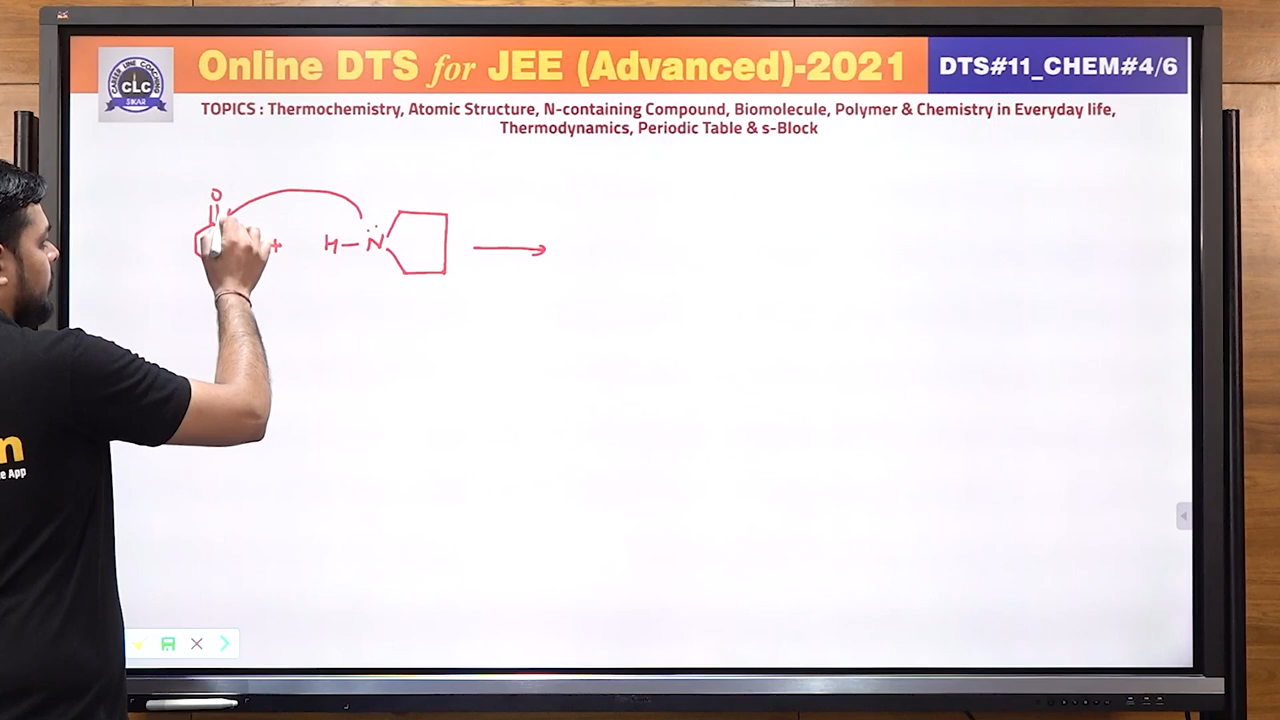 Online DTS for JEE (Advanced)-2021
DTS#11_CHEM#4/6
CAREER LINE COACHING
CLC
SIKAR
TOPICS : Thermochemistry, Atomic Structure, N-containing Compound, Biomolecule, Polymer & Chemistry in Everyday life,
Thermodynamics, Periodic Table & s-Block
O
+ H–N̈ ⟶